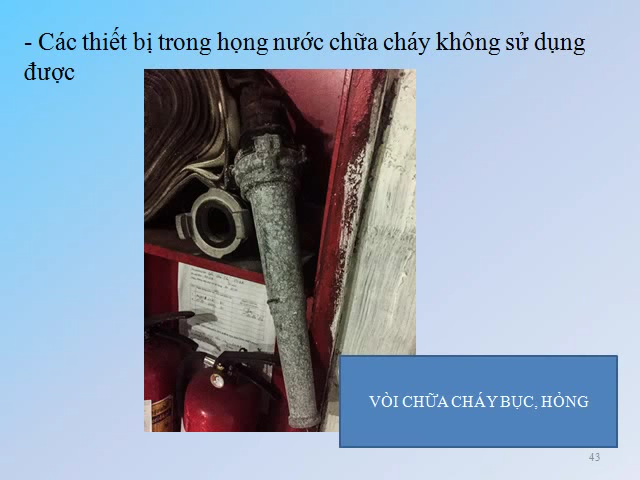 - Các thiết bị trong họng nước chữa cháy không sử dụng
được
VÒI CHỮA CHÁY BỤC, HỎNG
43